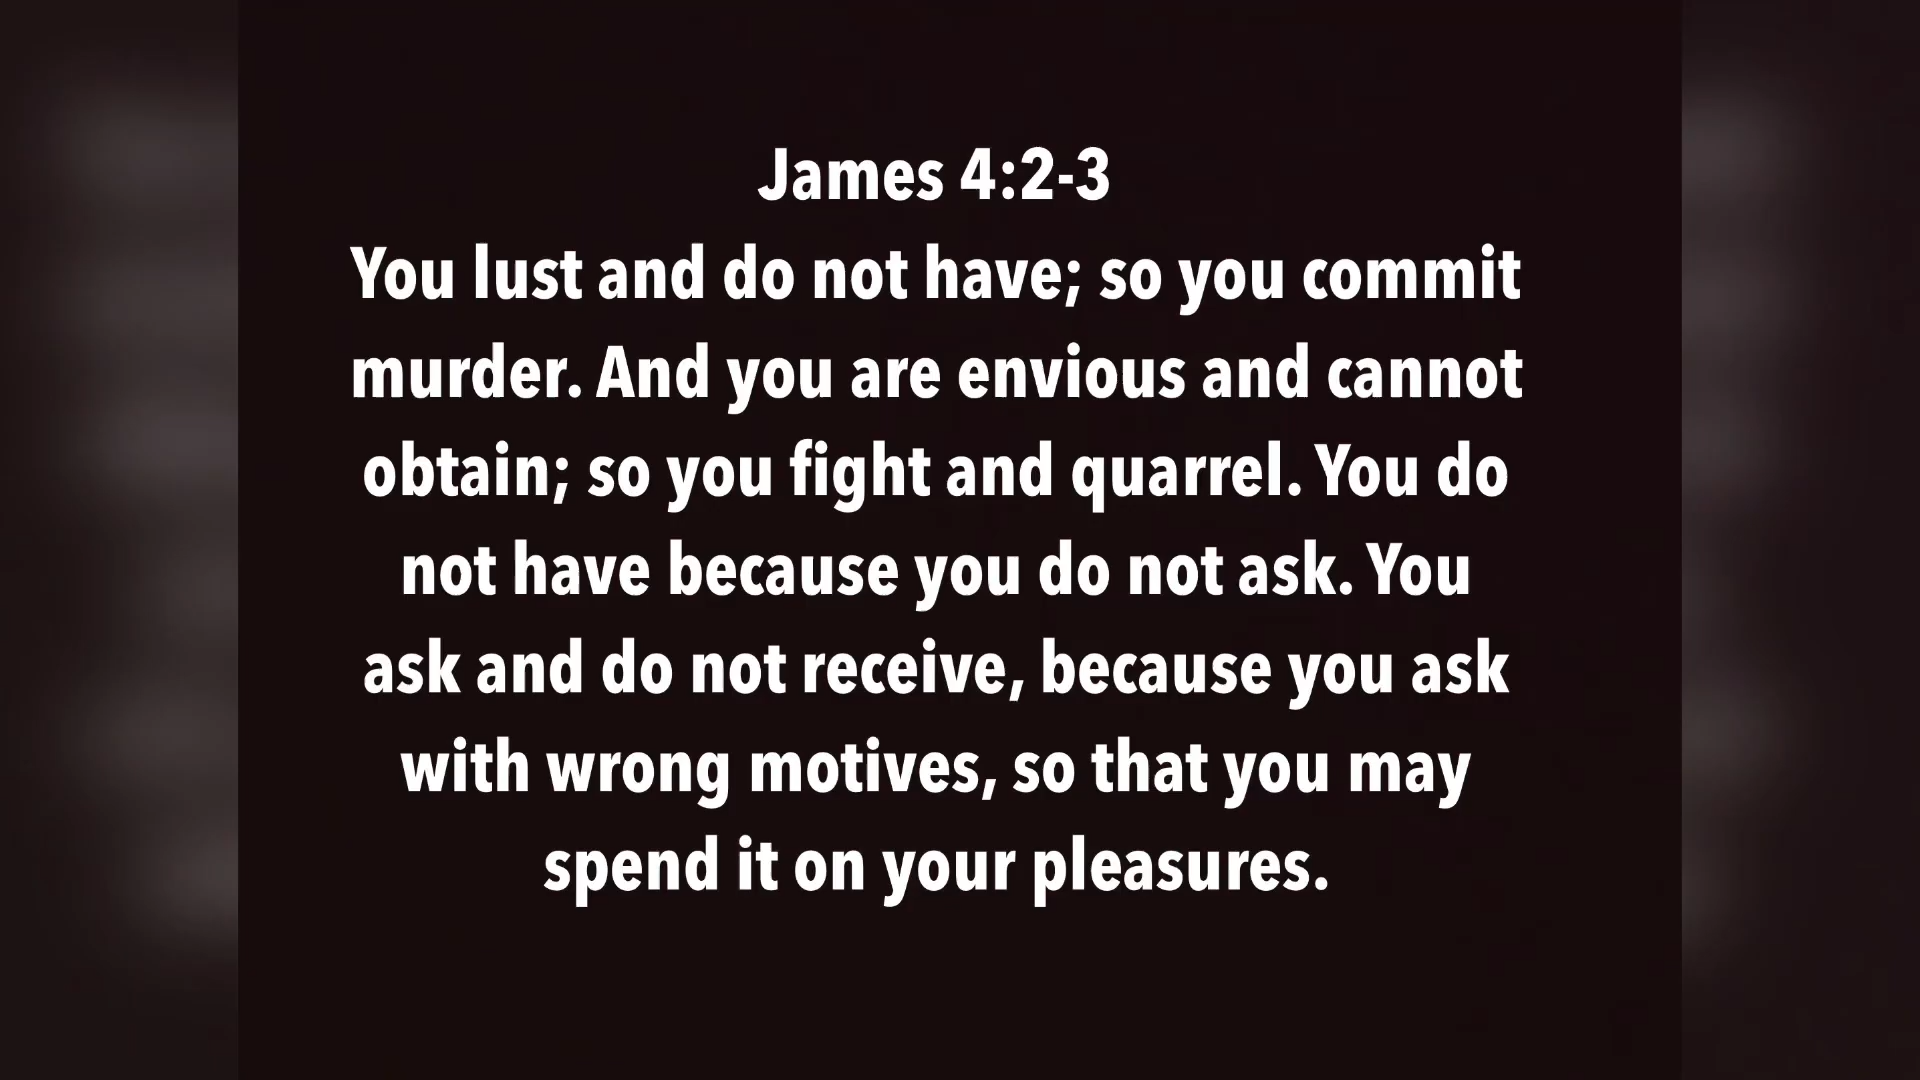 James 4:2-3
You lust and do not have; so you commit
murder. And you are envious and cannot
obtain; so you fight and quarrel. You do
not have because you do not ask. You
ask and do not receive, because you ask
with wrong motives, so that you may
spend it on your pleasures.